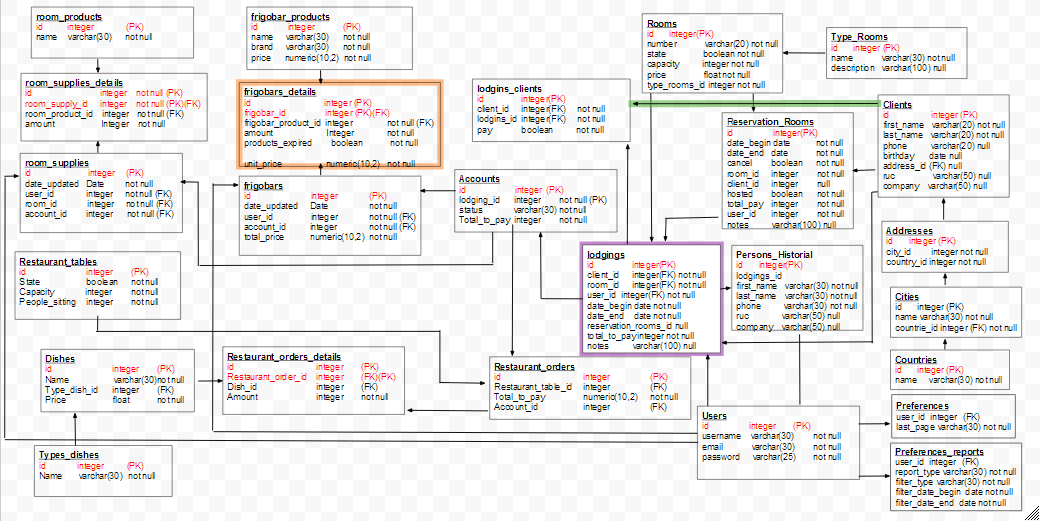 room_products
id integer (PK)
name varchar(30) not null
frigobar_products
id integer (PK)
name varchar(30) not null
brand varchar(30) not null
price numeric(10,2) not null
Rooms
id integer(PK)
number varchar(20) not null
state boolean not null
capacity integer not null
price float not null
type_rooms_id integer not null
Type_Rooms
id integer (PK)
name varchar(30) not null
description varchar(100) null
room_supplies_details
id integer not null (PK)
room_supply_id integer not null (PK)(FK)
room_product_id integer not null (FK)
amount Integer not null
frigobars_details
id integer (PK)
frigobar_id integer (PK)(FK)
frigobar_product_id integer not null (FK)
amount Integer not null
products_expired boolean not null
unit_price numeric(10,2) not null
lodgins_clients
id integer(PK)
client_id integer(FK) not null
lodgins_id integer(FK) not null
pay boolean not null
Reservation_Rooms
id integer(PK)
date_begin date not null
date_end date not null
cancel boolean not null
room_id integer not null
client_id integer null
hosted boolean not null
total_pay integer not null
user_id integer not null
notes varchar(100) null
Clients
id integer (PK)
first_name varchar(20) not null
last_name varchar(20) not null
phone varchar(20) null
birthday date null
address_id (FK) null
ruc varchar(50) null
company varchar(50) null
room_supplies
id integer (PK)
date_updated Date not null
user_id integer not null (FK)
room_id integer not null (FK)
account_id integer not null (FK)
frigobars
id integer (PK)
date_updated Date not null
user_id integer not null (FK)
account_id integer not null (FK)
total_price numeric(10,2) not null
Accounts
id integer (PK)
lodging_id integer not null (PK)
status varchar(30) not null
Total_to_pay integer not null
Addresses
id integer (PK)
city_id integer not null
country_id integer not null
Restaurant_tables
id integer (PK)
State boolean not null
Capacity integer not null
People_sitting integer not null
lodgings
id integer(PK)
client_id integer(FK) not null
room_id integer(FK) not null
user_id integer(FK) not null
date_begin date not null
date_end date not null
reservation_rooms_id null
total_to_pay integer not null
notes varchar(100) null
Persons_Historial
id integer(PK)
lodgings_id
first_name varchar(30) not null
last_name varchar(30) not null
phone varchar(30) null
ruc varchar(50) null
company varchar(50) null
Cities
id integer (PK)
name varchar(30) not null
countrie_id integer (FK) not null
Dishes
id integer (PK)
Name varchar(30) not null
Type_dish_id integer (FK)
Price float not null
Restaurant_orders_details
id integer (PK)
Restaurant_order_id integer (FK)(PK)
Dish_id integer (FK)
Amount integer not null
Restaurant_orders
id integer (PK)
Restaurant_table_id integer (FK)
Total_to_pay numeric(10,2) not null
Account_id integer (FK)
Countries
id integer (PK)
name varchar(30) not null
Users
id integer (PK)
username varchar(30) not null
email varchar(30) not null
password varchar(25) not null
Preferences
user_id integer (FK)
last_page varchar(30) not null
Types_dishes
id integer (PK)
Name varchar(30) not null
Preferences_reports
user_id integer (FK)
report_type varchar(30) not null
filter_type varchar(30) not null
filter_date_begin date not null
filter_date_end date not null